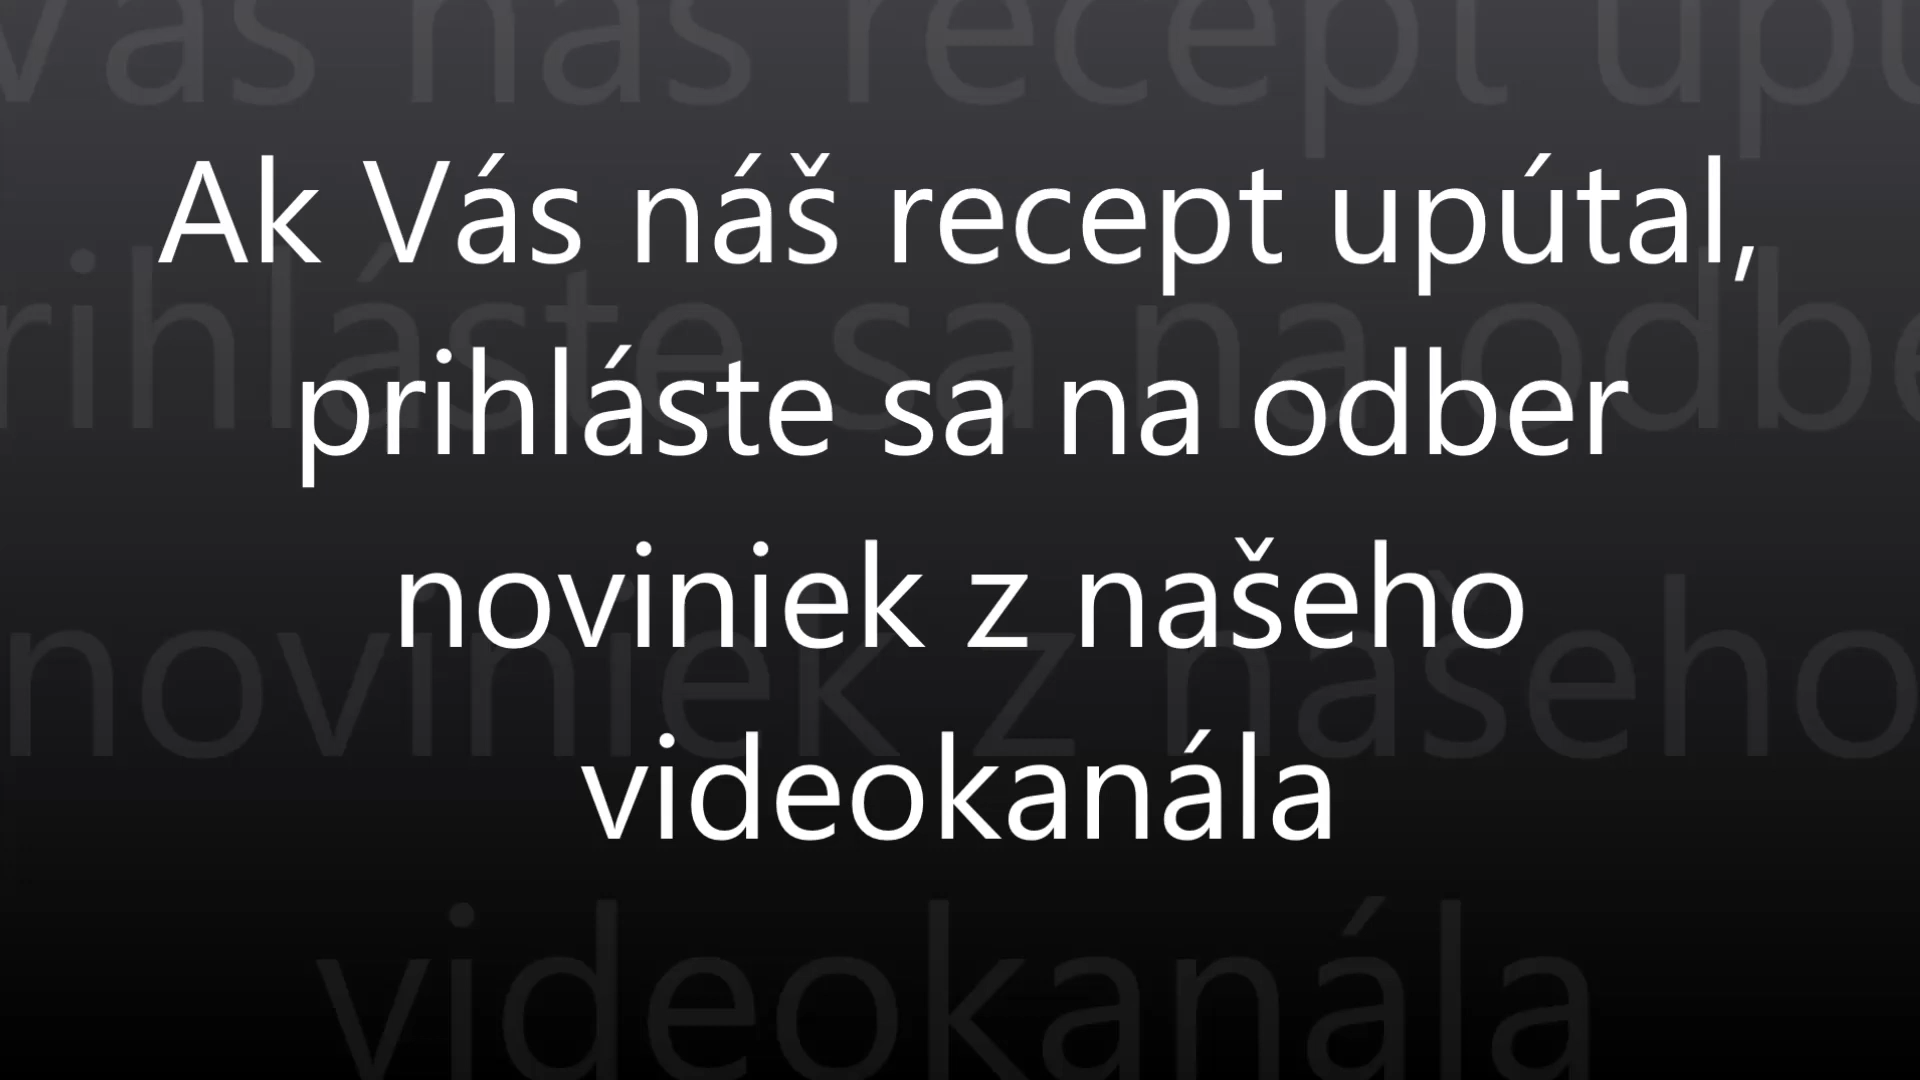 Ak Vás náš recept upútal,
prihláste sa na odber
noviniek z našeho
videokanála